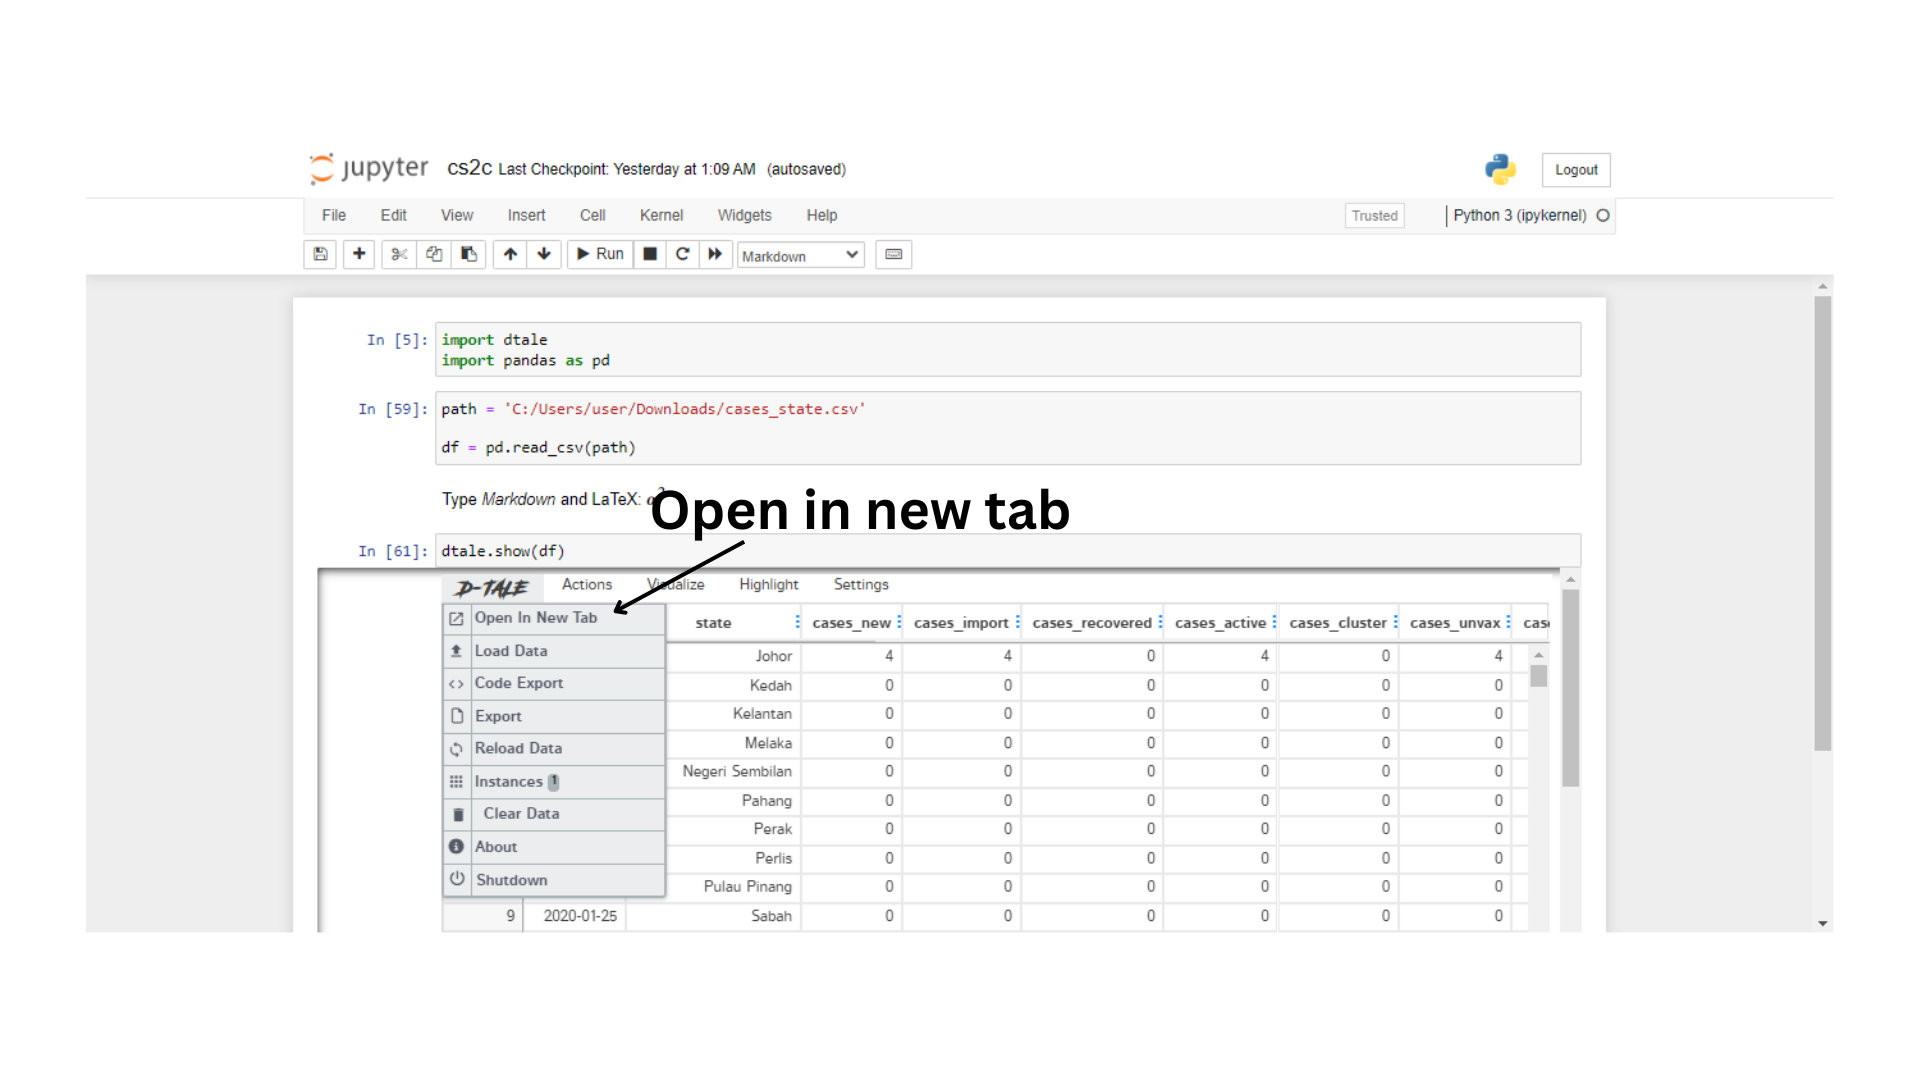 jupyter CS2C Last Checkpoint: Yesterday at 1:09 AM (autosaved) Logout
File Edit View Insert Cell Kernel Widgets Help Trusted Python 3 (ipykernel)
Run Markdown
In [5]: import dtale
import pandas as pd
In [59]: path = 'C:/Users/user/Downloads/cases_state.csv'
df = pd.read_csv(path)
Type Markdown and LaTeX:
Open in new tab
In [61]: dtale.show(df)
D-TALE Actions Visualize Highlight Settings
Open In New Tab
Load Data
Code Export
Export
Reload Data
Instances 1
Clear Data
About
Shutdown
state cases_new cases_import cases_recovered cases_active cases_cluster cases_unvax
Johor 4 4 0 4 0 4
Kedah 0 0 0 0 0 0
Kelantan 0 0 0 0 0 0
Melaka 0 0 0 0 0 0
Negeri Sembilan 0 0 0 0 0 0
Pahang 0 0 0 0 0 0
Perak 0 0 0 0 0 0
Perlis 0 0 0 0 0 0
Pulau Pinang 0 0 0 0 0 0
9 2020-01-25 Sabah 0 0 0 0 0 0